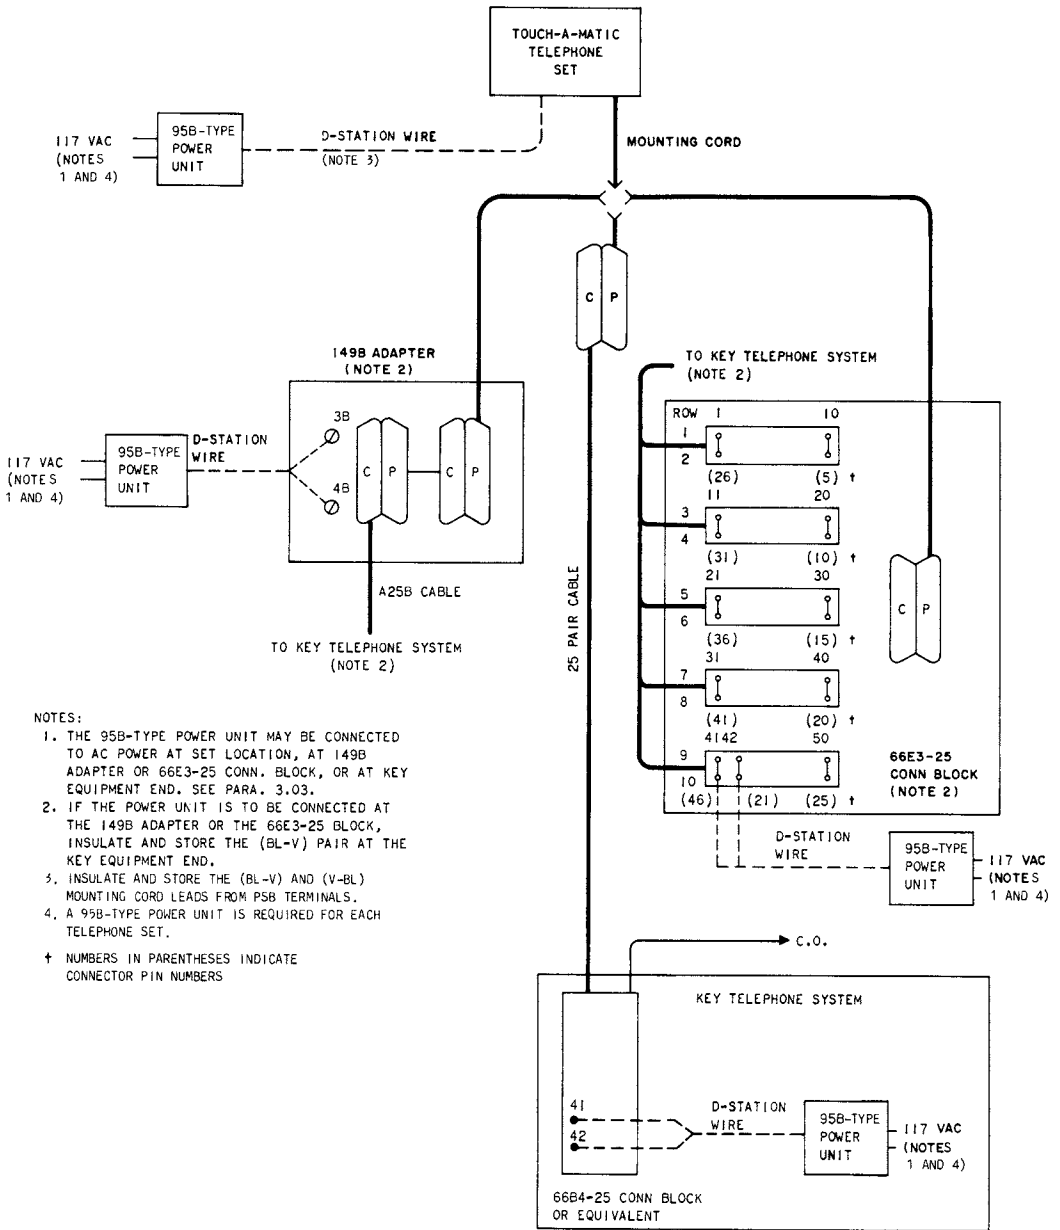 TOUCH-A-MATIC
TELEPHONE
SET
117 VAC
(NOTES
1 AND 4)
95B-TYPE
POWER
UNIT
D-STATION WIRE
(NOTE 3)
MOUNTING CORD
C P
149B ADAPTER
(NOTE 2)
TO KEY TELEPHONE SYSTEM
(NOTE 2)
117 VAC
(NOTES
1 AND 4)
95B-TYPE
POWER
UNIT
D-STATION
WIRE
3B
4B
C P
C P
A25B CABLE
TO KEY TELEPHONE SYSTEM
(NOTE 2)
25 PAIR CABLE
ROW 1 10
1
2
(26) (5) †
11 20
3
4
(31) (10) †
21 30
5
6
(36) (15) †
31 40
7
8
(41) (20) †
41 42 50
9
10
(46) (21) (25) †
C P
66E3-25
CONN BLOCK
(NOTE 2)
D-STATION
WIRE
95B-TYPE
POWER
UNIT
117 VAC
(NOTES
1 AND 4)
NOTES:
1. THE 95B-TYPE POWER UNIT MAY BE CONNECTED
TO AC POWER AT SET LOCATION, AT 149B
ADAPTER OR 66E3-25 CONN. BLOCK, OR AT KEY
EQUIPMENT END. SEE PARA. 3.03.
2. IF THE POWER UNIT IS TO BE CONNECTED AT
THE 149B ADAPTER OR THE 66E3-25 BLOCK,
INSULATE AND STORE THE (BL-V) PAIR AT THE
KEY EQUIPMENT END.
3. INSULATE AND STORE THE (BL-V) AND (V-BL)
MOUNTING CORD LEADS FROM PSB TERMINALS.
4. A 95B-TYPE POWER UNIT IS REQUIRED FOR EACH
TELEPHONE SET.
† NUMBERS IN PARENTHESES INDICATE
CONNECTOR PIN NUMBERS
C.O.
KEY TELEPHONE SYSTEM
41
42
D-STATION
WIRE
95B-TYPE
POWER
UNIT
117 VAC
(NOTES
1 AND 4)
66B4-25 CONN BLOCK
OR EQUIVALENT